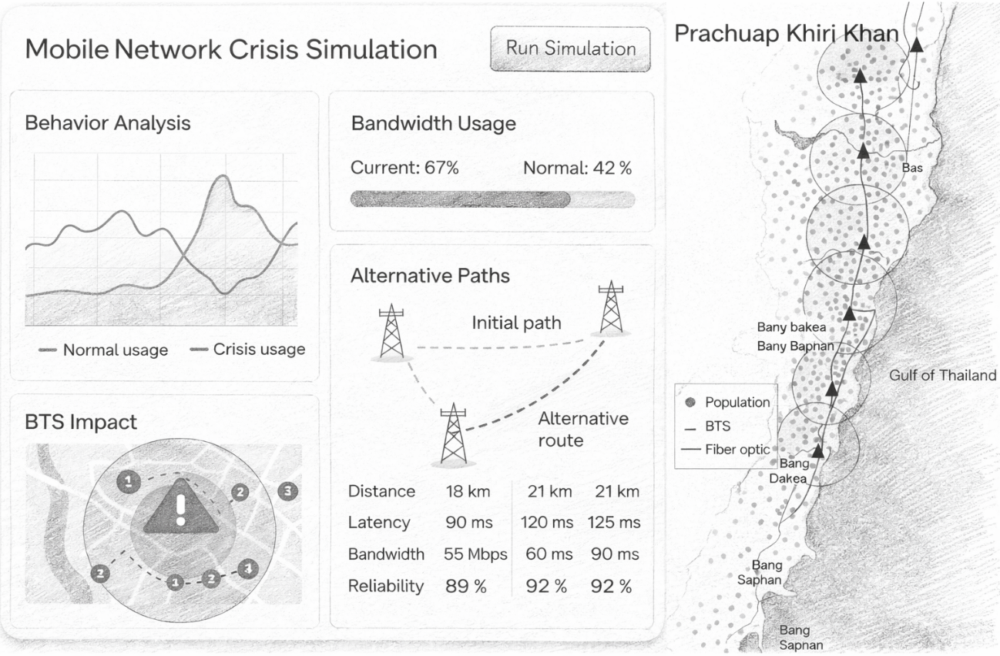 Mobile Network Crisis Simulation
Run Simulation
Behavior Analysis
Normal usage
Crisis usage
Bandwidth Usage
Current: 67%
Normal: 42 %
Alternative Paths
Initial path
Alternative
route
Distance 18 km 21 km 21 km
Latency 90 ms 120 ms 125 ms
Bandwidth 55 Mbps 60 ms 90 ms
Reliability 89 % 92 % 92 %
BTS Impact
1
2
3
2
1
2
4
Prachuap Khiri Khan
Bas
Bany bakea
Bany Bapnan
Gulf of Thailand
Population
BTS
Fiber optic
Bang
Dakea
Bang
Saphan
Bang
Sapnan